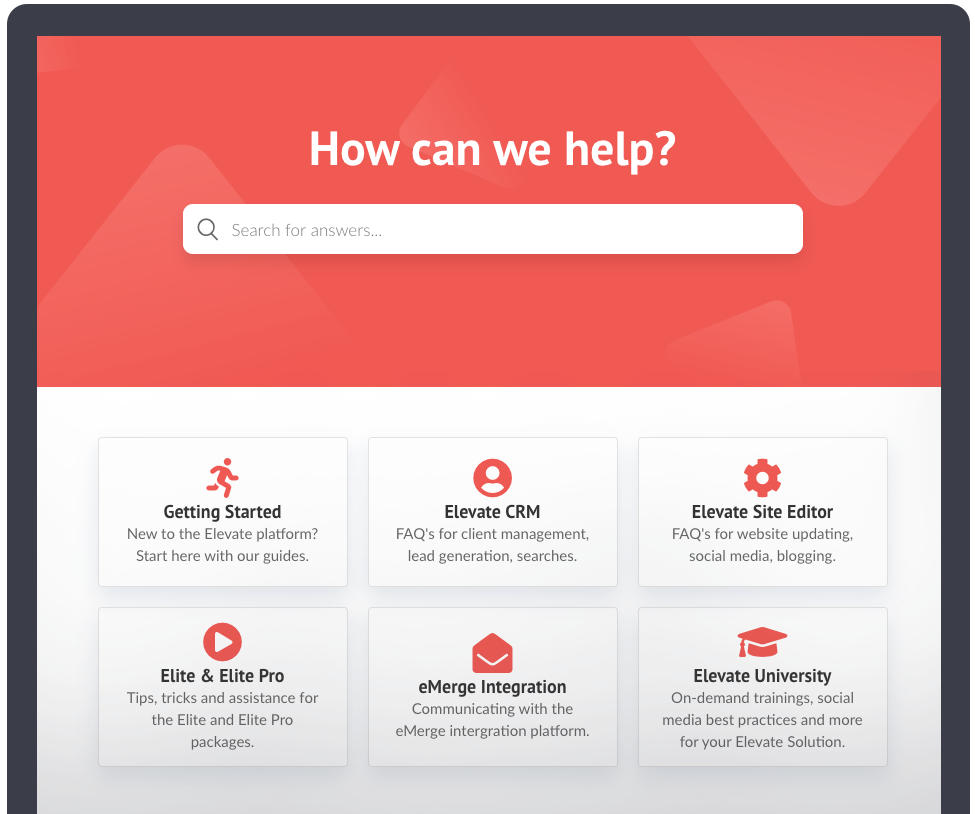 How can we help?
Search for answers...
Getting Started
New to the Elevate platform?
Start here with our guides.
Elevate CRM
FAQ's for client management,
lead generation, searches.
Elevate Site Editor
FAQ's for website updating,
social media, blogging.
Elite & Elite Pro
Tips, tricks and assistance for
the Elite and Elite Pro
packages.
eMerge Integration
Communicating with the
eMerge intergration platform.
Elevate University
On-demand trainings, social
media best practices and more
for your Elevate Solution.